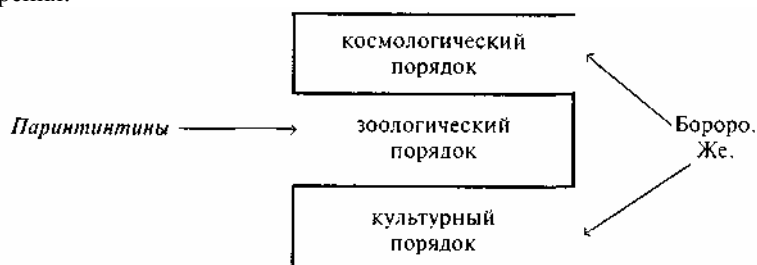 космологический
порядок
Паринтинтины
зоологический
порядок
Бороро.
Же.
культурный
порядок